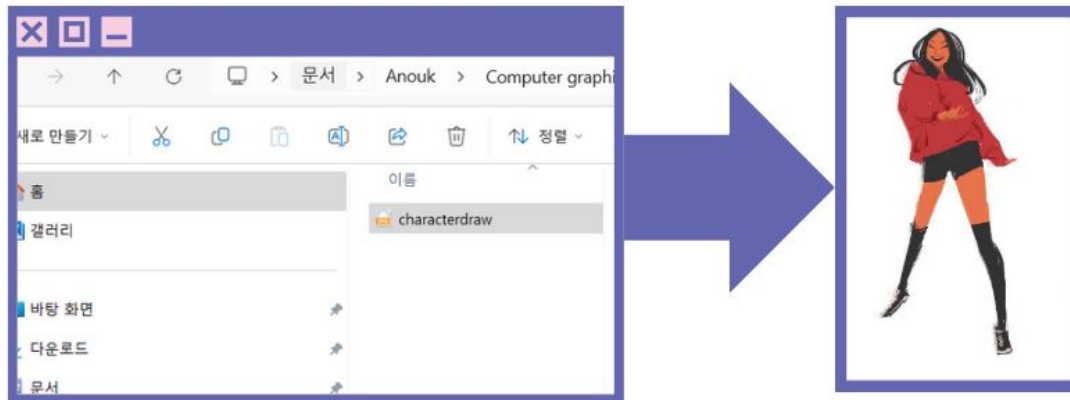 문서 > Anouk > Computer graphi
새로 만들기
정렬
홈
이름
characterdraw
갤러리
바탕 화면
다운로드
문서